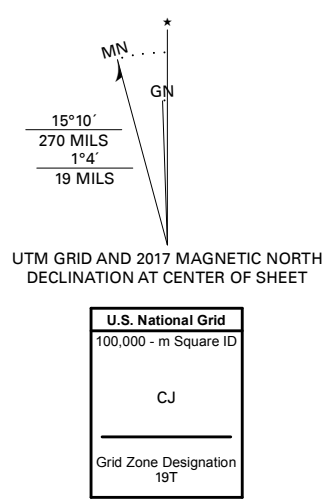 ★
MN
GN
15°10´
270 MILS
1°4´
19 MILS
UTM GRID AND 2017 MAGNETIC NORTH
DECLINATION AT CENTER OF SHEET
U.S. National Grid
100,000 - m Square ID
CJ
Grid Zone Designation
19T